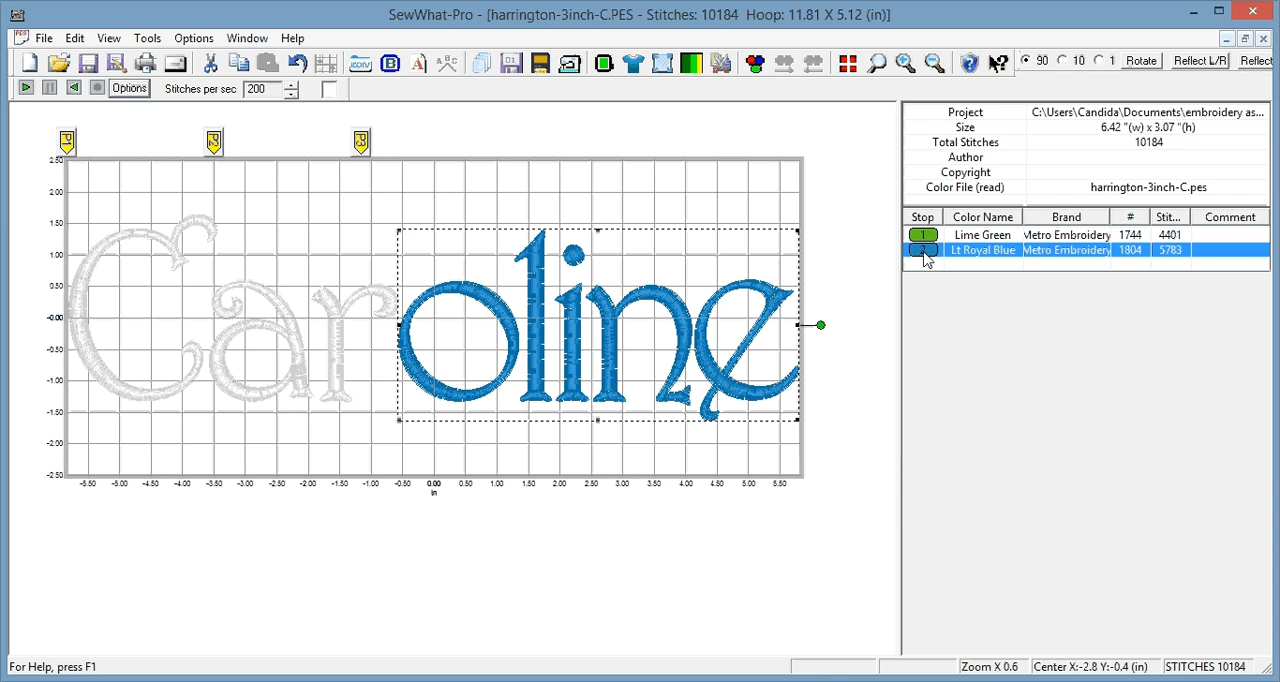 SewWhat-Pro - [harrington-3inch-C.PES - Stitches: 10184 Hoop: 11.81 X 5.12 (in)]
File Edit View Tools Options Window Help
90 10 1 Rotate Reflect L/R Reflect
Options Stitches per sec 200
P1 P2 P3
2.50
2.00
1.50
1.00
0.50
-0.00
-0.50
-1.00
-1.50
-2.00
-2.50
Caroline
-5.50 -5.00 -4.50 -4.00 -3.50 -3.00 -2.50 -2.00 -1.50 -1.00 -0.50 0.00 0.50 1.00 1.50 2.00 2.50 3.00 3.50 4.00 4.50 5.00 5.50
in
Project C:\Users\Candida\Documents\embroidery as...
Size 6.42 "(w) x 3.07 "(h)
Total Stitches 10184
Author
Copyright
Color File (read) harrington-3inch-C.pes
Stop Color Name Brand # Stit... Comment
1 Lime Green Metro Embroidery 1744 4401
2 Lt Royal Blue Metro Embroidery 1804 5783
For Help, press F1 Zoom X 0.6 Center X:-2.8 Y:-0.4 (in) STITCHES 10184